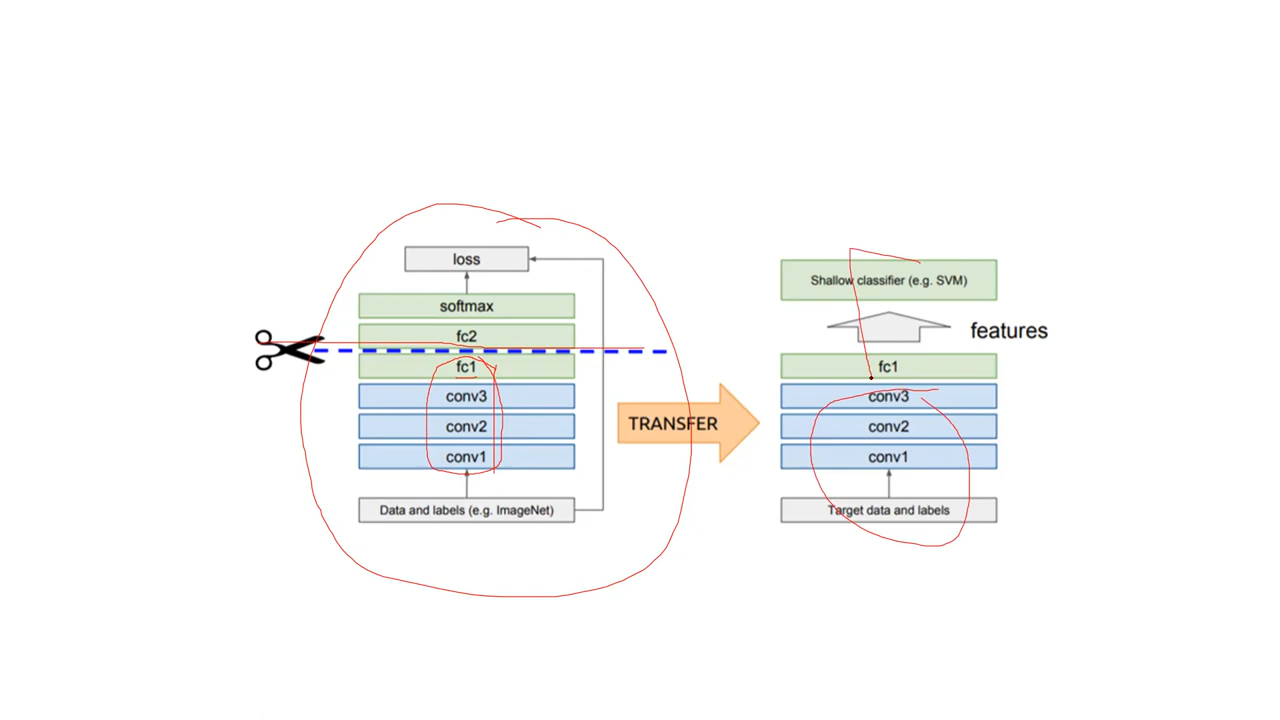 loss
softmax
fc2
fc1
conv3
conv2
conv1
Data and labels (e.g. ImageNet)
TRANSFER
Shallow classifier (e.g. SVM)
features
fc1
conv3
conv2
conv1
Target data and labels